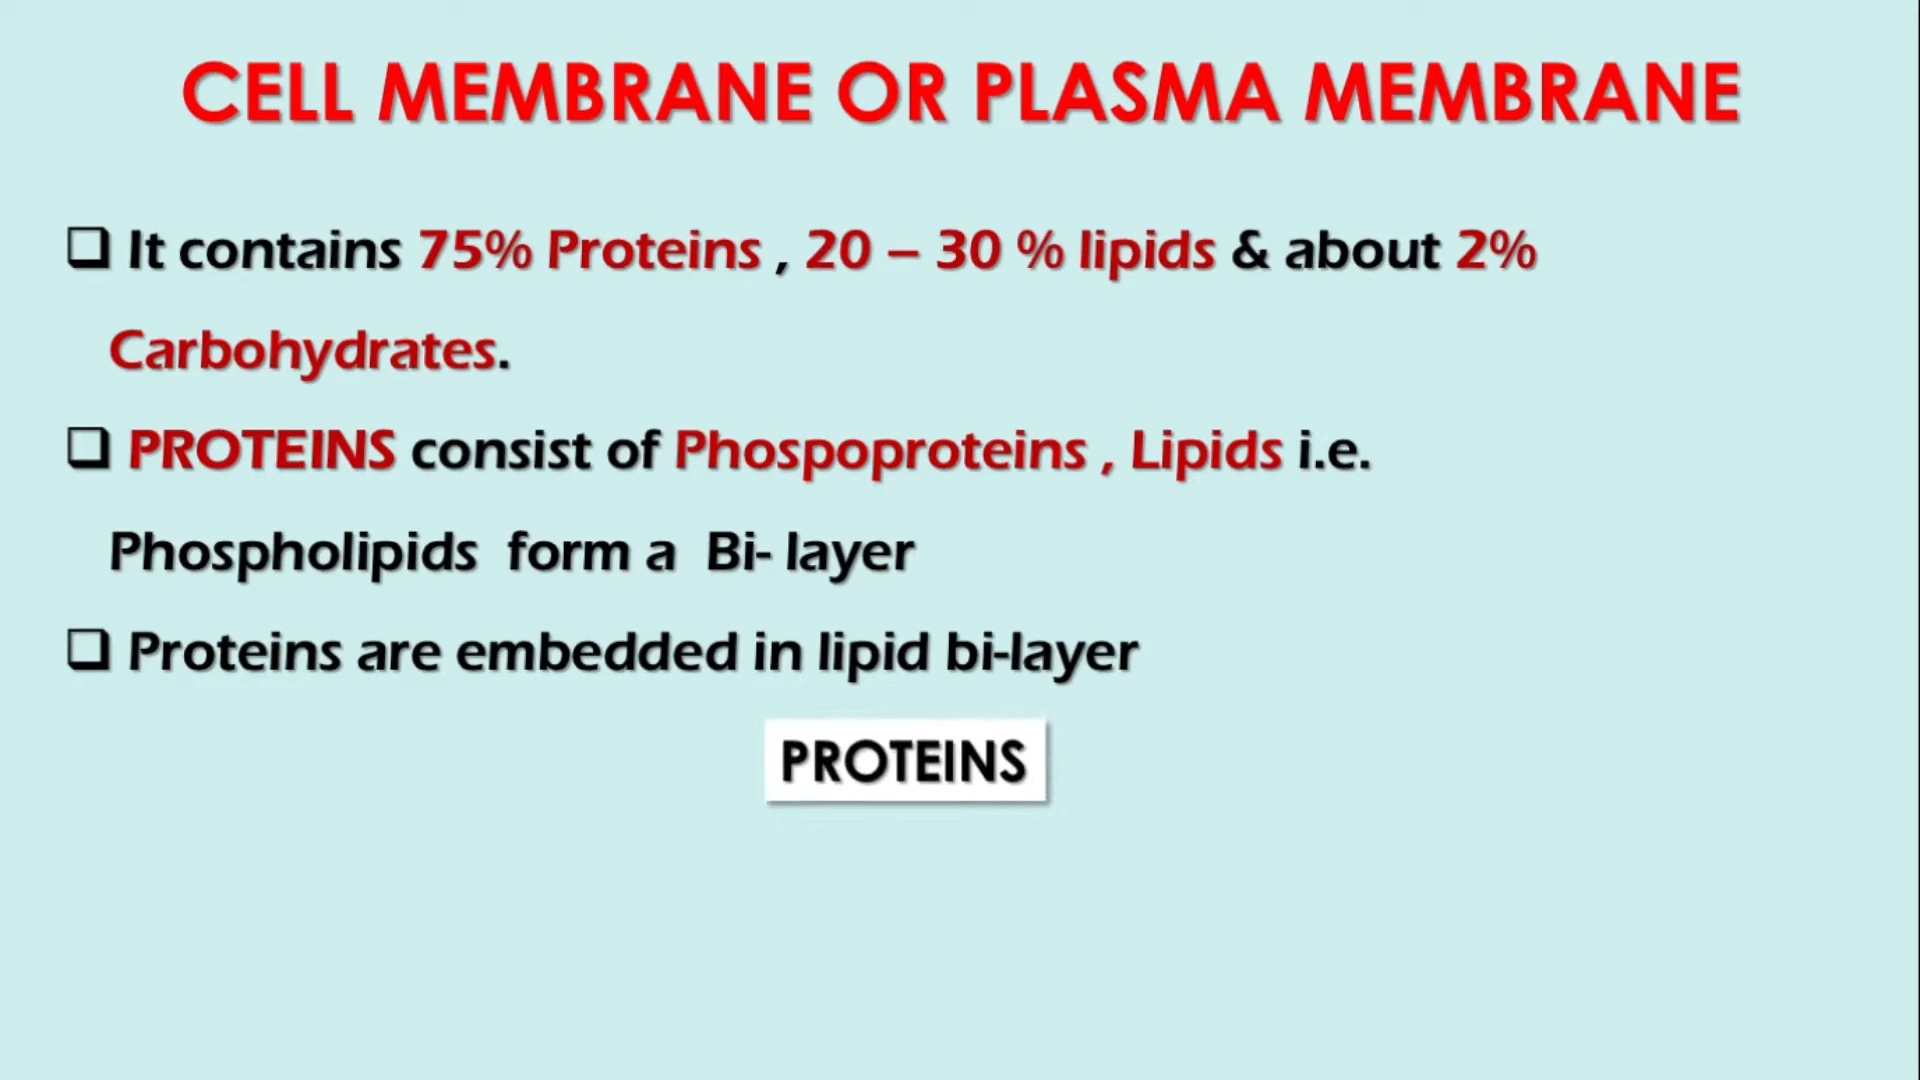 CELL MEMBRANE OR PLASMA MEMBRANE
❑ It contains 75% Proteins , 20 – 30 % lipids & about 2%
Carbohydrates.
❑ PROTEINS consist of Phospoproteins , Lipids i.e.
Phospholipids form a Bi- layer
❑ Proteins are embedded in lipid bi-layer
PROTEINS